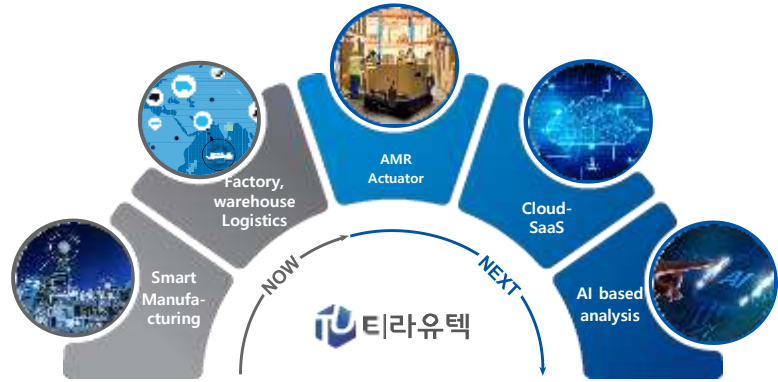 Smart
Manufa-
cturing
Factory,
warehouse
Logistics
AMR
Actuator
Cloud-
SaaS
AI based
analysis
NOW
NEXT
티라유텍
AI